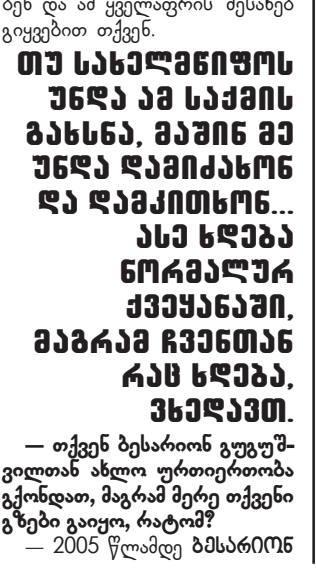 ბენ და ამ ყველაფრის შესახებ
გიყვებით თქვენ.
თუ სახელმწიფოს
უნდა ამ საქმის
გახსნა, მაშინ მე
უნდა დამიძახონ
და დამკითხონ...
ასე ხდება
ნორმალურ
ქვეყანაში,
მაგრამ ჩვენთან
რაც ხდება,
ვხედავთ.
— თქვენ ბესარიონ გუგუშ-
ვილთან ახლო ურთიერთობა
გქონდათ, მაგრამ მერე თქვენი
გზები გაიყო, რატომ?
— 2005 წლამდე ბესარიონ